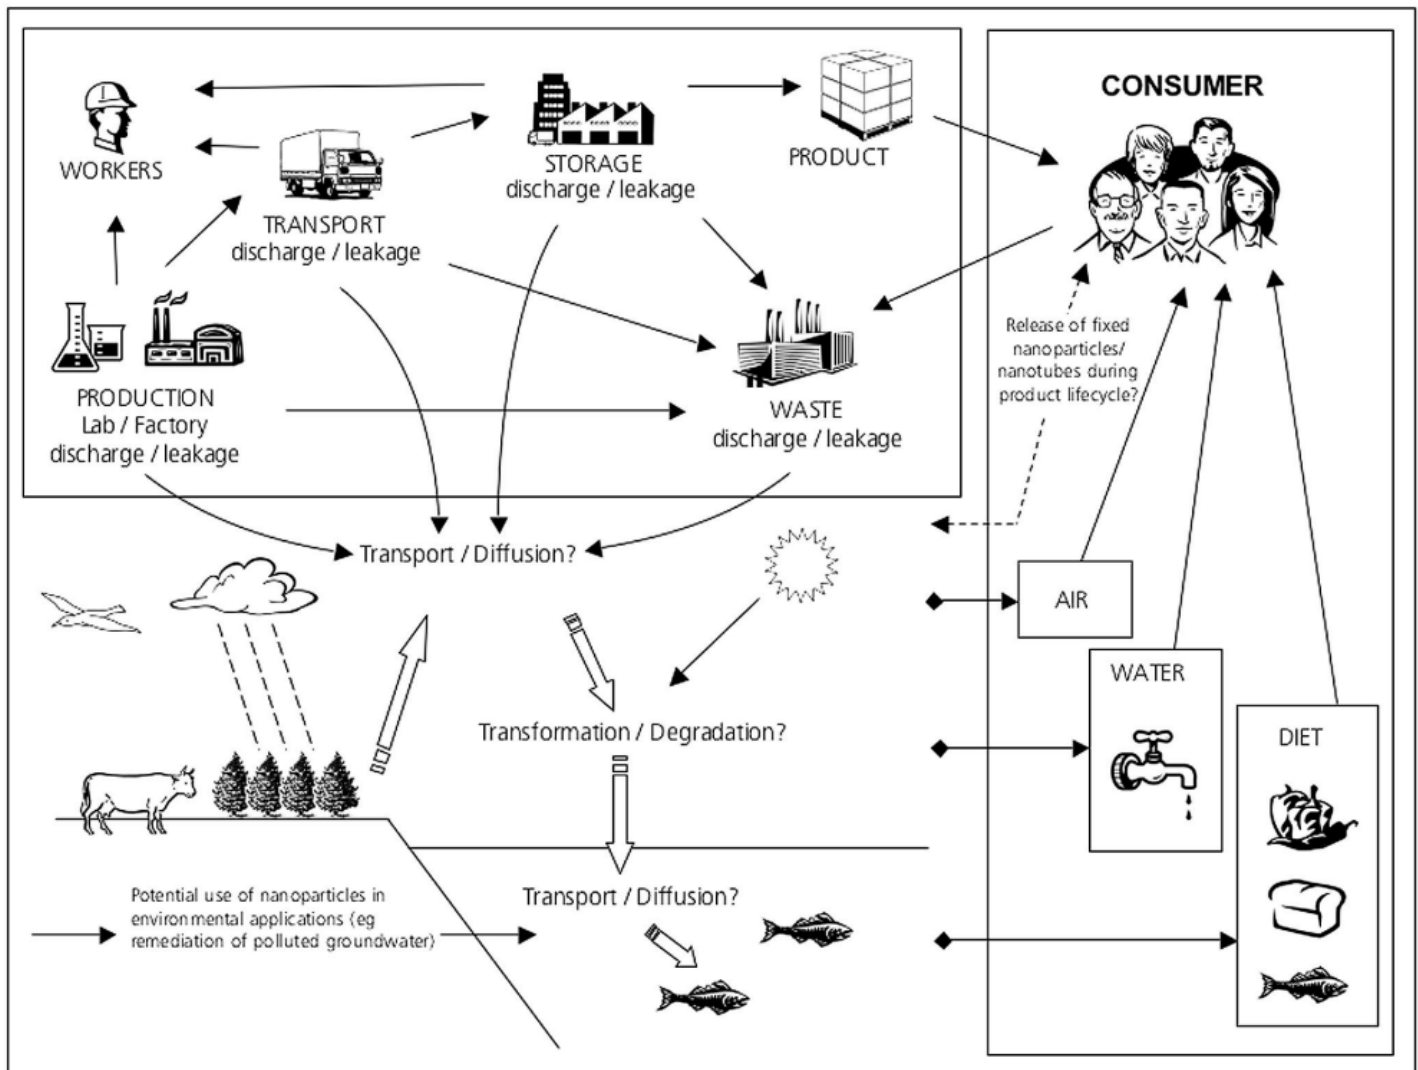 CONSUMER
WORKERS
STORAGE
discharge / leakage
PRODUCT
TRANSPORT
discharge / leakage
PRODUCTION
Lab / Factory
discharge / leakage
WASTE
discharge / leakage
Release of fixed
nanoparticles/
nanotubes during
product lifecycle?
Transport / Diffusion?
AIR
WATER
Transformation / Degradation?
DIET
Potential use of nanoparticles in
environmental applications (eg
remediation of polluted groundwater)
Transport / Diffusion?